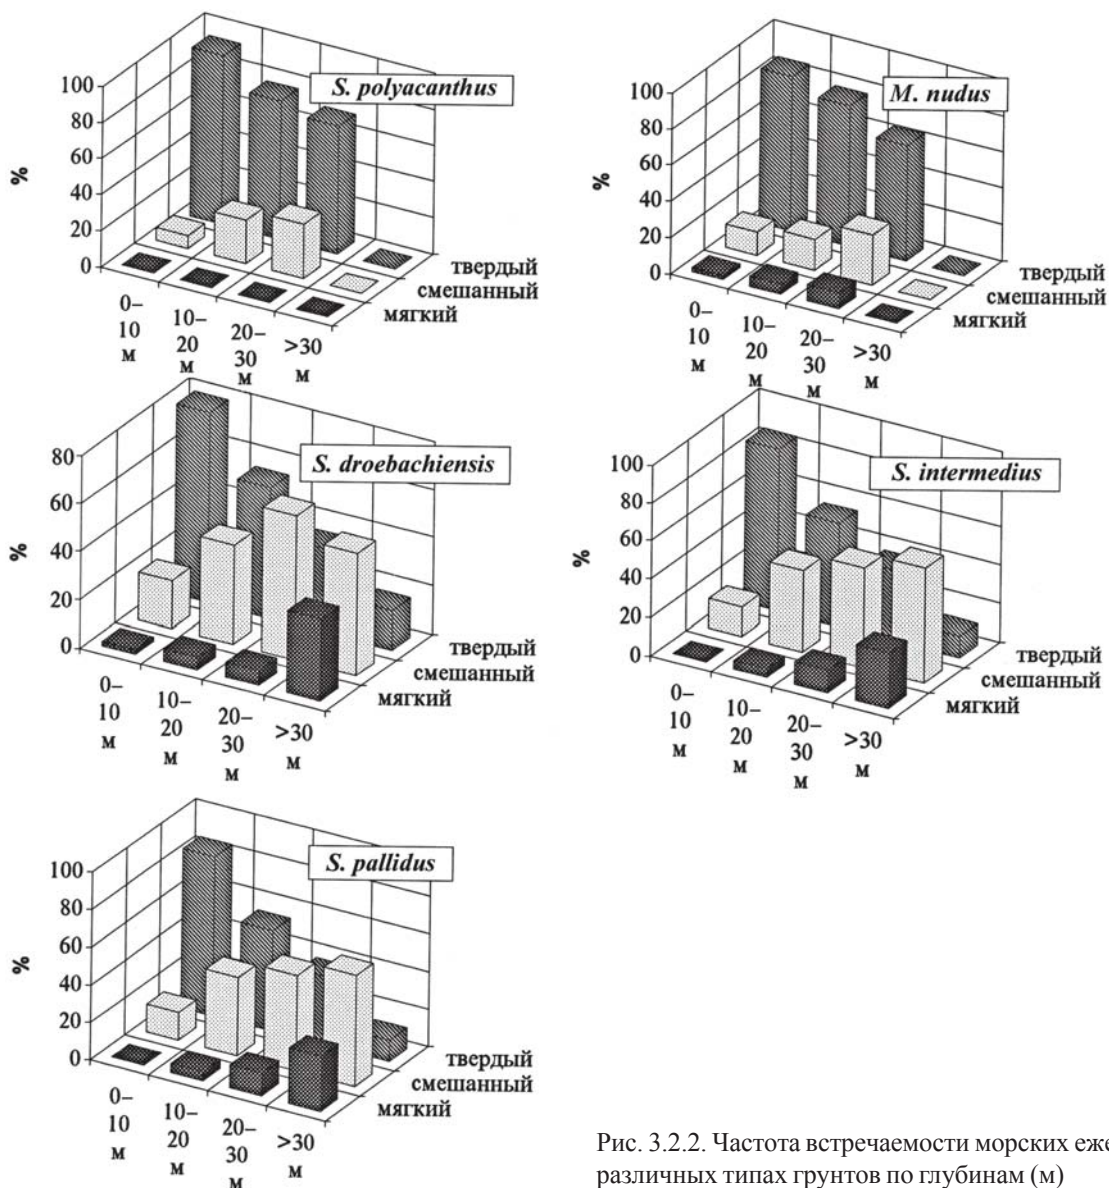 S. polyacanthus
100
80
60
40
20
0
%
0–
10
м
10–
20
м
20–
30
м
>30
м
твердый
смешанный
мягкий
M. nudus
100
80
60
40
20
0
%
0–
10
м
10–
20
м
20–
30
м
>30
м
твердый
смешанный
мягкий
S. droebachiensis
80
60
40
20
0
%
0–
10
м
10–
20
м
20–
30
м
>30
м
твердый
смешанный
мягкий
S. intermedius
100
80
60
40
20
0
%
0–
10
м
10–
20
м
20–
30
м
>30
м
твердый
смешанный
мягкий
S. pallidus
100
80
60
40
20
0
%
0–
10
м
10–
20
м
20–
30
м
>30
м
твердый
смешанный
мягкий
Рис. 3.2.2. Частота встречаемости морских еже
различных типах грунтов по глубинам (м)